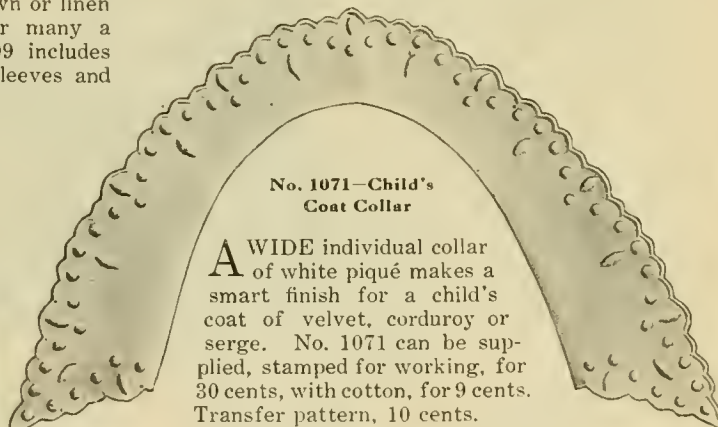 wn or linen
r many a
99 includes
leeves and
No. 1071—Child's
Coat Collar
A WIDE individual collar
of white piqué makes a
smart finish for a child's
coat of velvet, corduroy or
serge. No. 1071 can be sup-
plied, stamped for working, for
30 cents, with cotton, for 9 cents.
Transfer pattern, 10 cents.